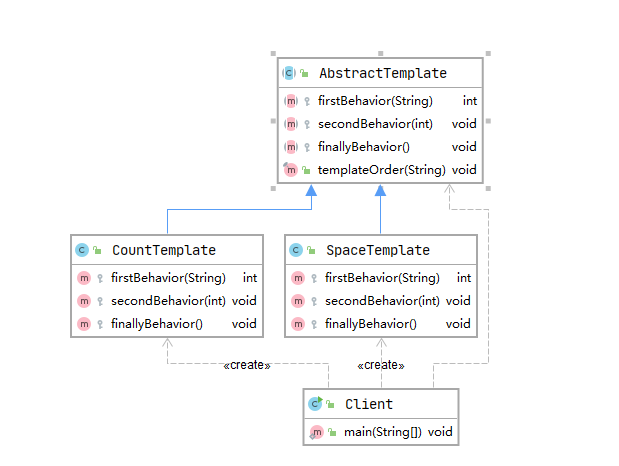 AbstractTemplate
firstBehavior(String) int
secondBehavior(int) void
finallyBehavior() void
templateOrder(String) void
CountTemplate
firstBehavior(String) int
secondBehavior(int) void
finallyBehavior() void
SpaceTemplate
firstBehavior(String) int
secondBehavior(int) void
finallyBehavior() void
«create»
«create»
Client
main(String[]) void